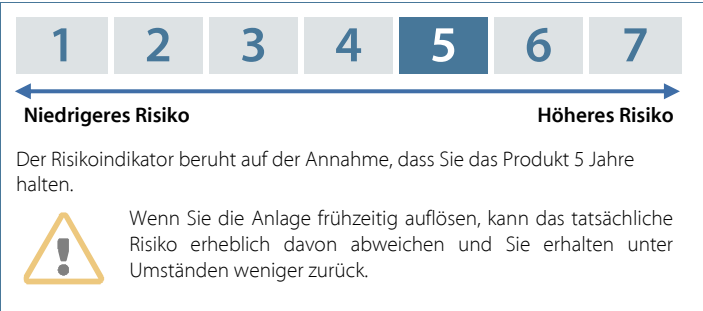 1 2 3 4 5 6 7
Niedrigeres Risiko Höheres Risiko
Der Risikoindikator beruht auf der Annahme, dass Sie das Produkt 5 Jahre
halten.
Wenn Sie die Anlage frühzeitig auflösen, kann das tatsächliche
Risiko erheblich davon abweichen und Sie erhalten unter
Umständen weniger zurück.